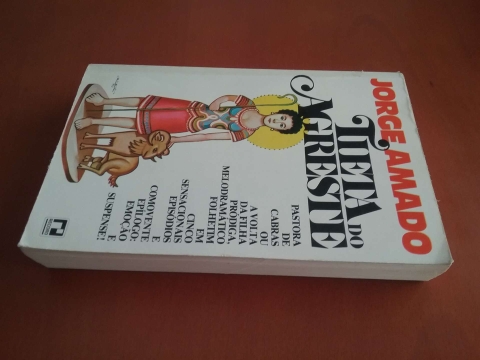 JORGE AMADO
TIETA DO
AGRESTE
PASTORA
DE
CABRAS
OU
A VOLTA
DA FILHA
PRÓDIGA,
MELODRAMÁTICO
FOLHETIM
EM
CINCO
SENSACIONAIS
EPISÓDIOS
E
COMOVENTE
EPÍLOGO:
EMOÇÃO
E
SUSPENSE!